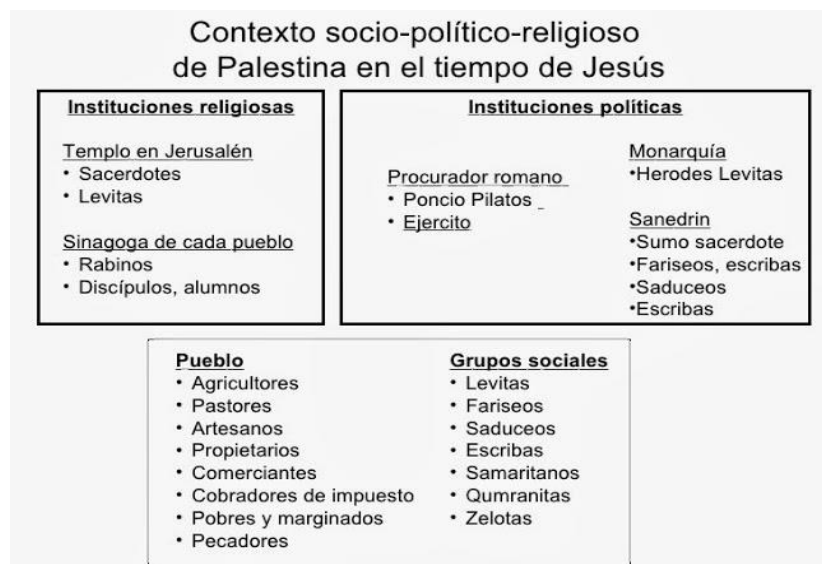 Contexto socio-político-religioso
de Palestina en el tiempo de Jesús
Instituciones religiosas
Templo en Jerusalén
• Sacerdotes
• Levitas
Sinagoga de cada pueblo
• Rabinos
• Discípulos, alumnos
Instituciones políticas
Procurador romano
• Poncio Pilatos
• Ejercito
Monarquía
•Herodes Levitas
Sanedrin
•Sumo sacerdote
•Fariseos, escribas
•Saduceos
•Escribas
Pueblo
• Agricultores
• Pastores
• Artesanos
• Propietarios
• Comerciantes
• Cobradores de impuesto
• Pobres y marginados
• Pecadores
Grupos sociales
• Levitas
• Fariseos
• Saduceos
• Escribas
• Samaritanos
• Qumranitas
• Zelotas